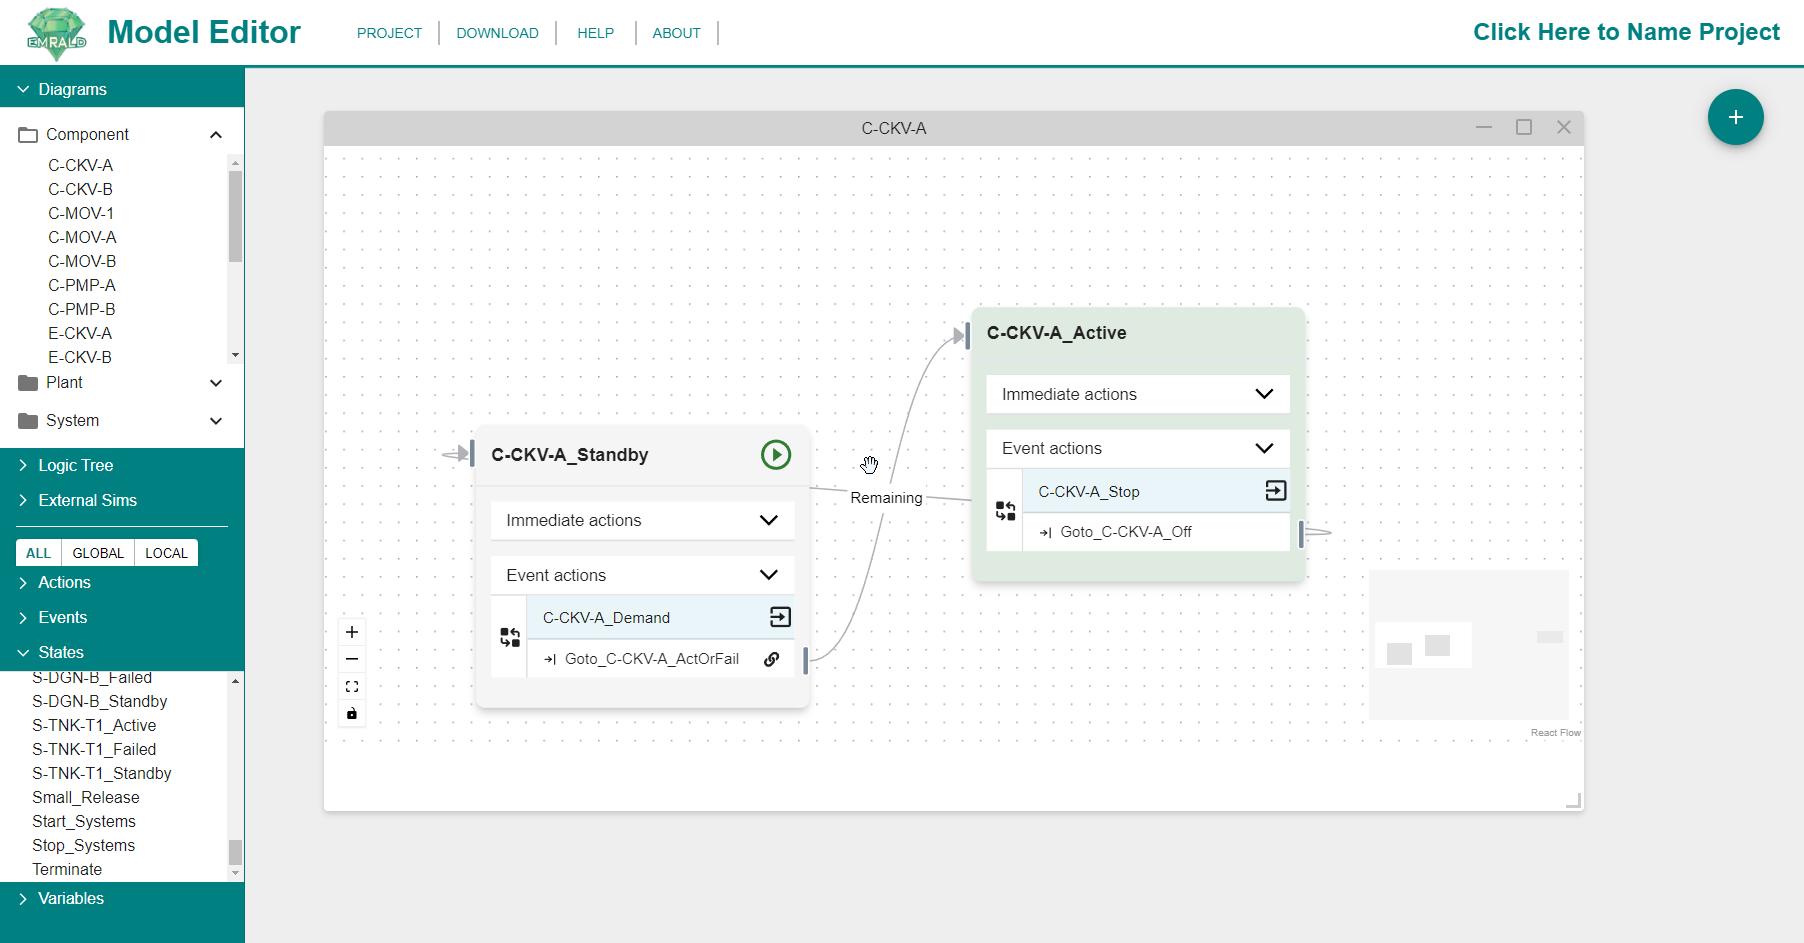 EMRALD
Model Editor
PROJECT
DOWNLOAD
HELP
ABOUT
Click Here to Name Project
Diagrams
Component
C-CKV-A
C-CKV-B
C-MOV-1
C-MOV-A
C-MOV-B
C-PMP-A
C-PMP-B
E-CKV-A
E-CKV-B
Plant
System
Logic Tree
External Sims
ALL
GLOBAL
LOCAL
Actions
Events
States
S-DGN-B_Failed
S-DGN-B_Standby
S-TNK-T1_Active
S-TNK-T1_Failed
S-TNK-T1_Standby
Small_Release
Start_Systems
Stop_Systems
Terminate
Variables
C-CKV-A
C-CKV-A_Standby
Immediate actions
Event actions
C-CKV-A_Demand
Goto_C-CKV-A_ActOrFail
Remaining
C-CKV-A_Active
Immediate actions
Event actions
C-CKV-A_Stop
Goto_C-CKV-A_Off
React Flow